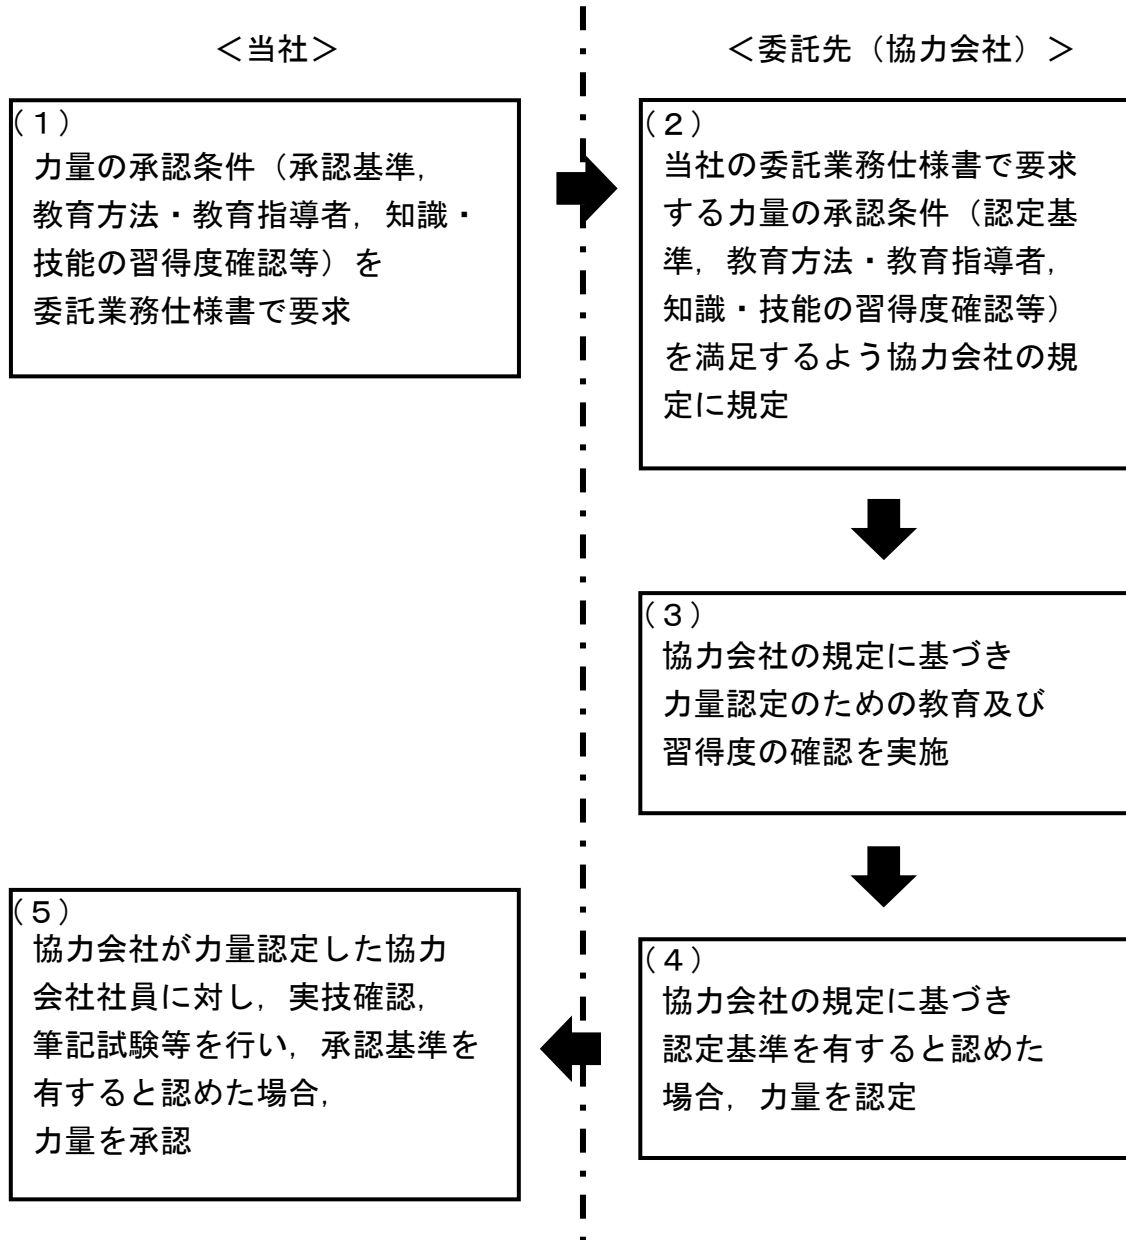 ＜当社＞
＜委託先（協力会社）＞
（１）
力量の承認条件（承認基準，
教育方法・教育指導者，知識・
技能の習得度確認等）を
委託業務仕様書で要求
（２）
当社の委託業務仕様書で要求
する力量の承認条件（認定基
準，教育方法・教育指導者，
知識・技能の習得度確認等）
を満足するよう協力会社の規
定に規定
（３）
協力会社の規定に基づき
力量認定のための教育及び
習得度の確認を実施
（４）
協力会社の規定に基づき
認定基準を有すると認めた
場合，力量を認定
（５）
協力会社が力量認定した協力
会社社員に対し，実技確認，
筆記試験等を行い，承認基準を
有すると認めた場合，
力量を承認